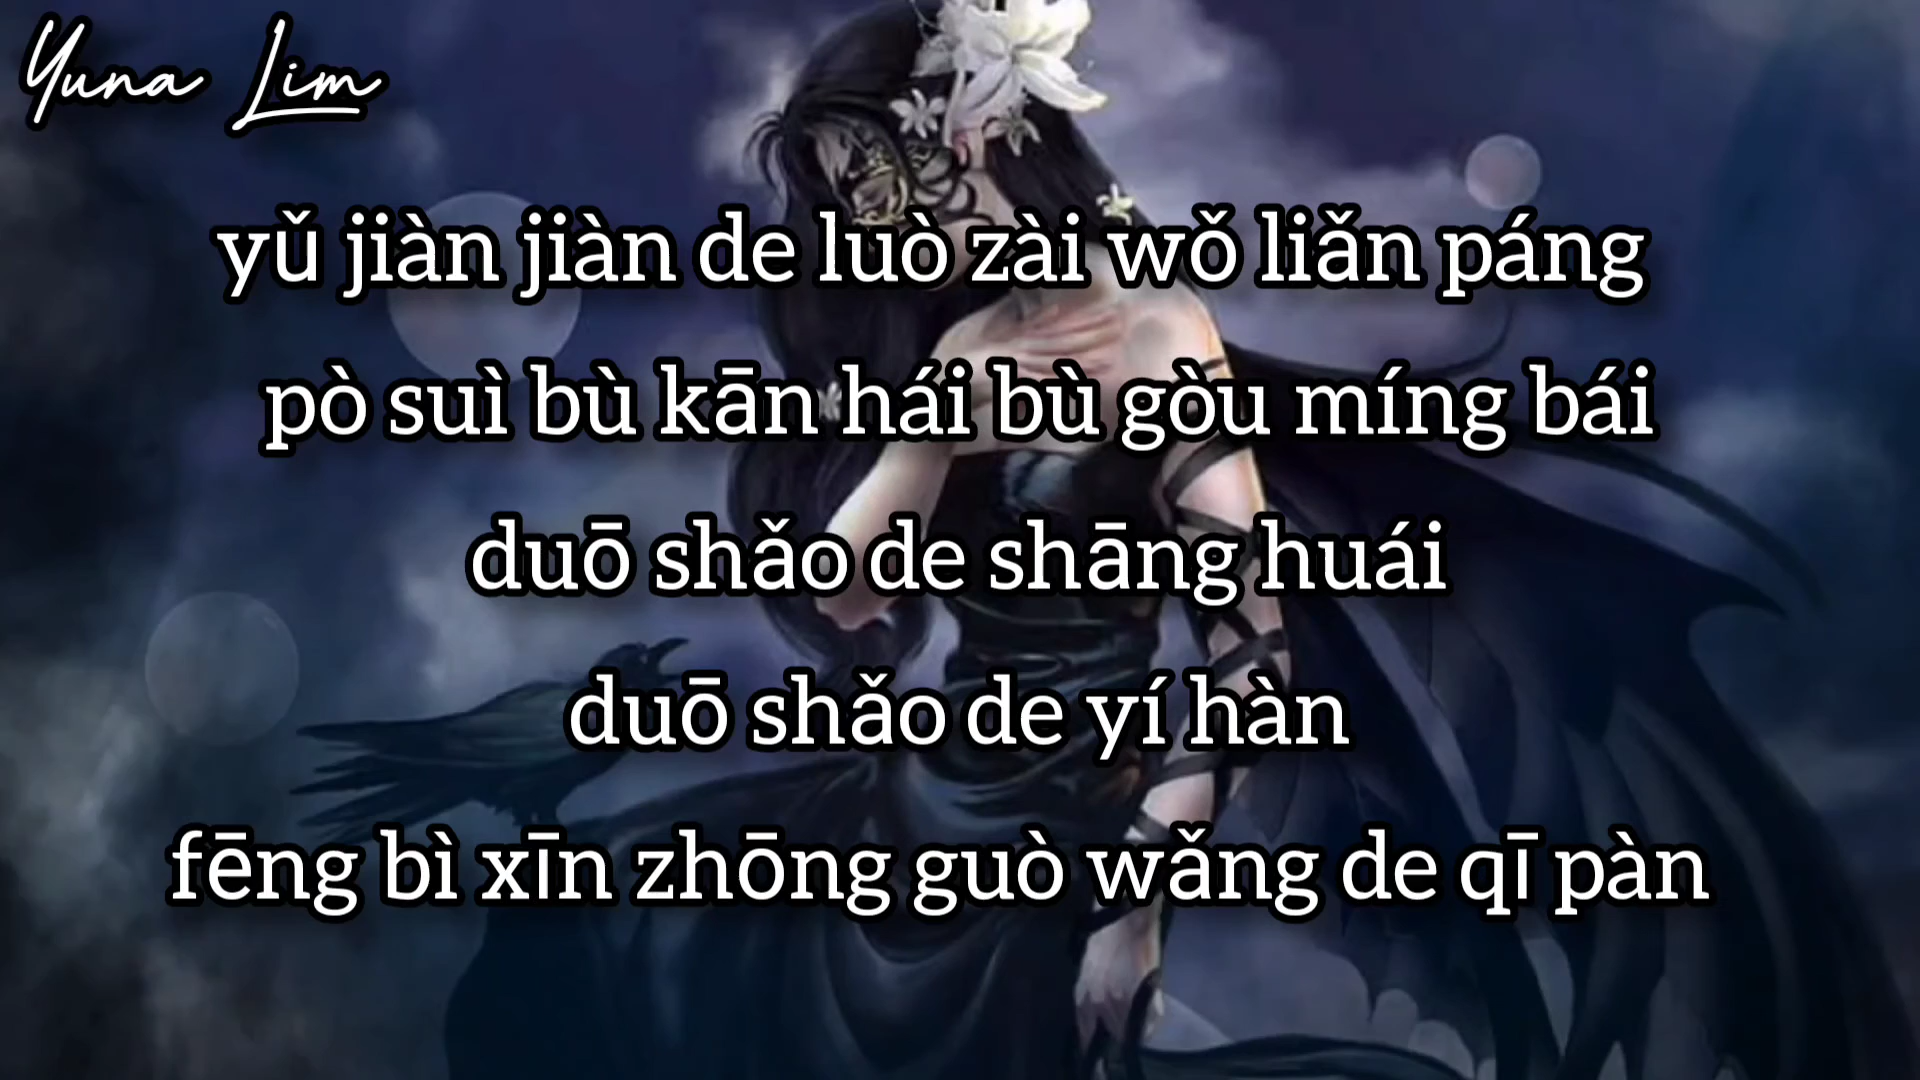 Yuna Lim
yǔ jiàn jiàn de luò zài wǒ liǎn páng
pò suì bù kān hái bù gòu míng bái
duō shǎo de shāng huái
duō shǎo de yí hàn
fēng bì xīn zhōng guò wǎng de qī pàn